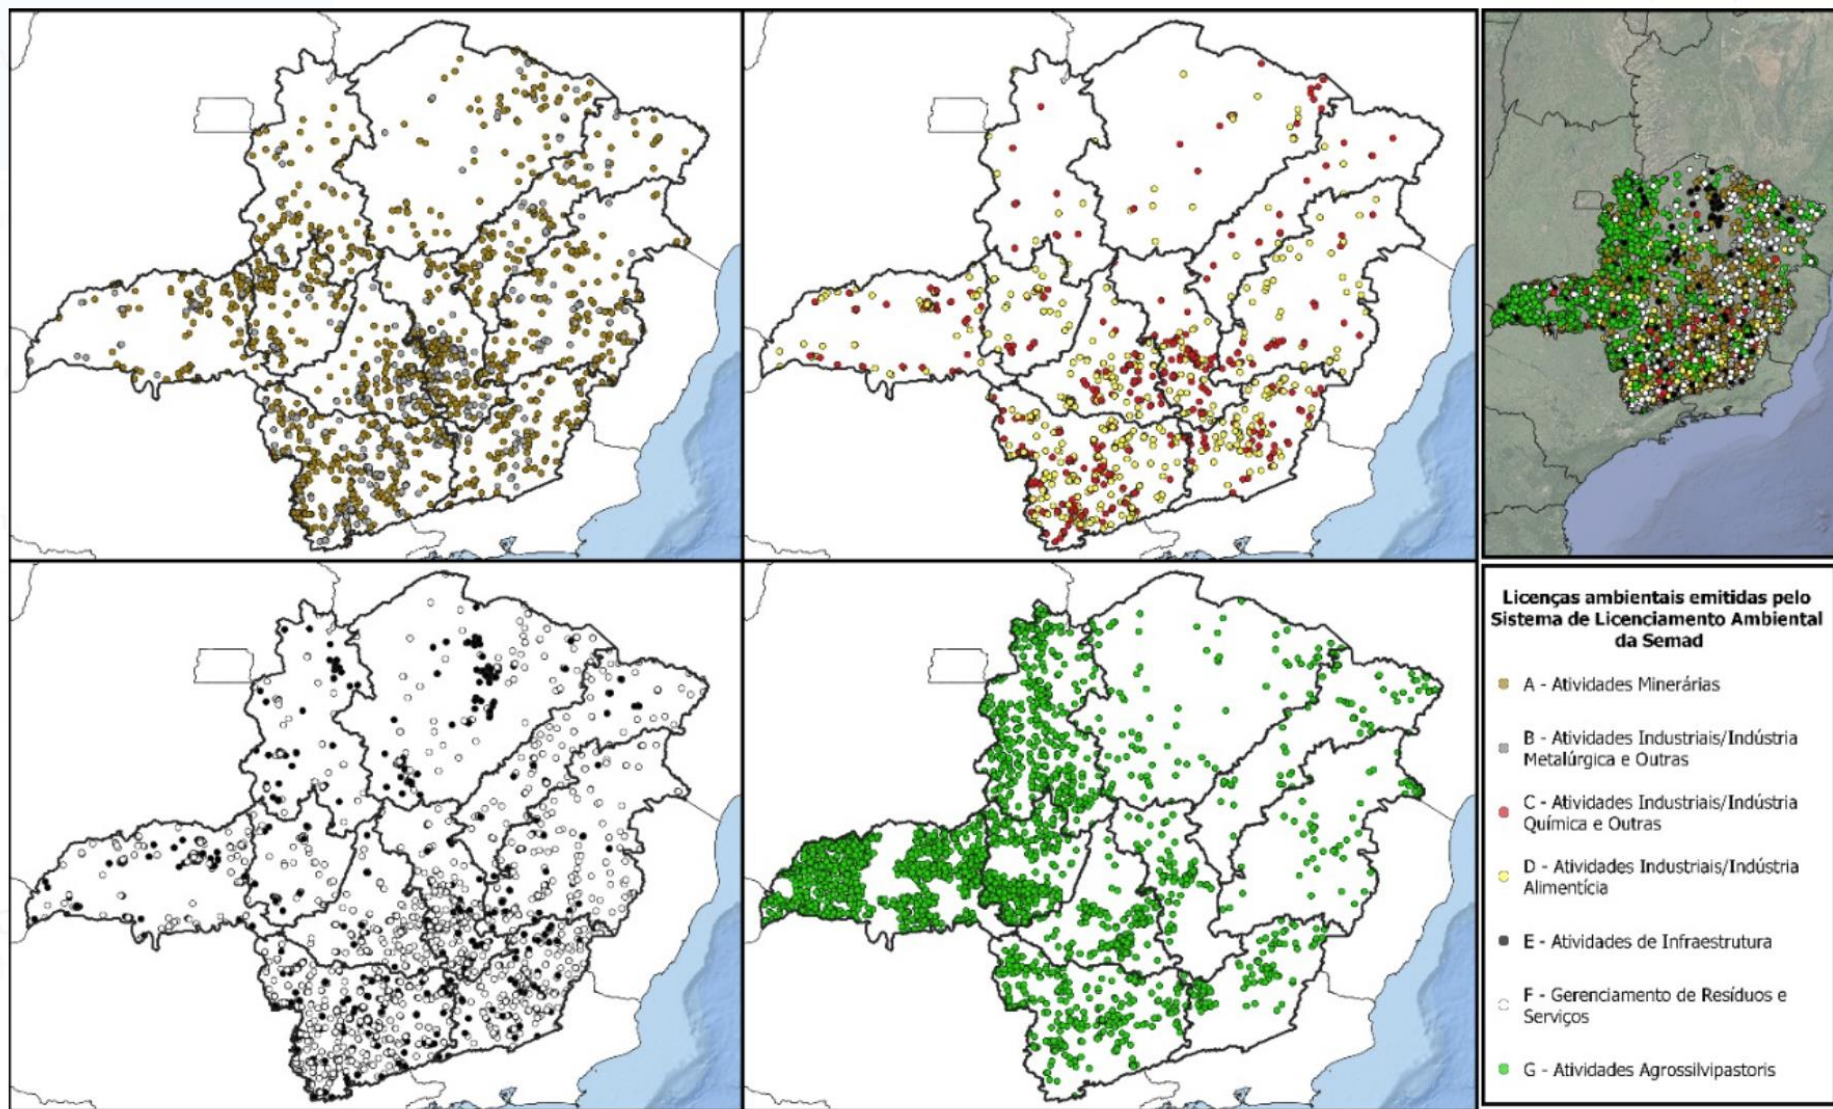 Licenças ambientais emitidas pelo
Sistema de Licenciamento Ambiental
da Semad
A - Atividades Minerárias
B - Atividades Industriais/Indústria
Metalúrgica e Outras
C - Atividades Industriais/Indústria
Química e Outras
D - Atividades Industriais/Indústria
Alimentícia
E - Atividades de Infraestrutura
F - Gerenciamento de Resíduos e
Serviços
G - Atividades Agrossilvipastoris